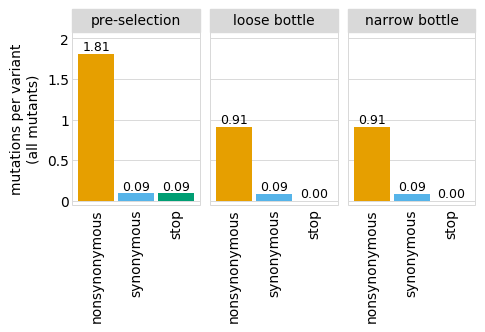 pre-selection
loose bottle
narrow bottle
mutations per variant
(all mutants)
2
1.5
1
0.5
0
1.81
0.09
0.09
0.91
0.09
0.00
0.91
0.09
0.00
nonsynonymous
synonymous
stop
nonsynonymous
synonymous
stop
nonsynonymous
synonymous
stop